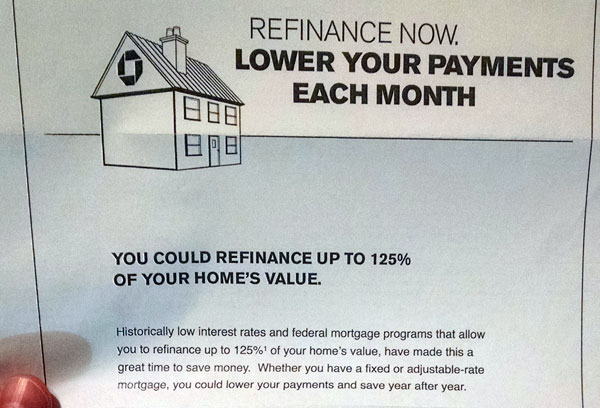 REFINANCE NOW.
LOWER YOUR PAYMENTS
EACH MONTH
YOU COULD REFINANCE UP TO 125%
OF YOUR HOME'S VALUE.
Historically low interest rates and federal mortgage programs that allow
you to refinance up to 125%¹ of your home's value, have made this a
great time to save money.  Whether you have a fixed or adjustable-rate
mortgage, you could lower your payments and save year after year.